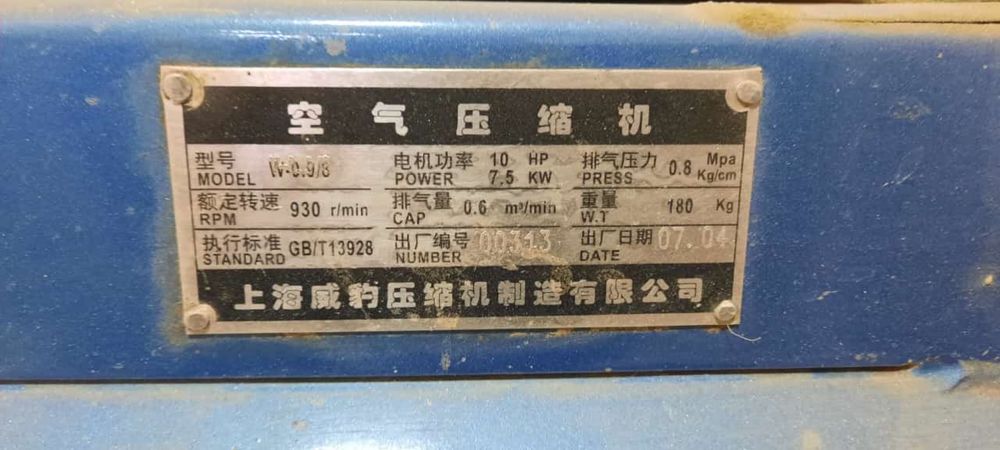 空气压缩机
型号 W-0.9/8 电机功率 10 HP 排气压力 0.8 Mpa
MODEL POWER 7.5 KW PRESS Kg/cm
额定转速 930 r/min 排气量 0.6 m³/min 重量 180 Kg
RPM CAP W.T
执行标准 GB/T13928 出厂编号 00313 出厂日期 07.04
STANDARD NUMBER DATE
上海威豹压缩机制造有限公司